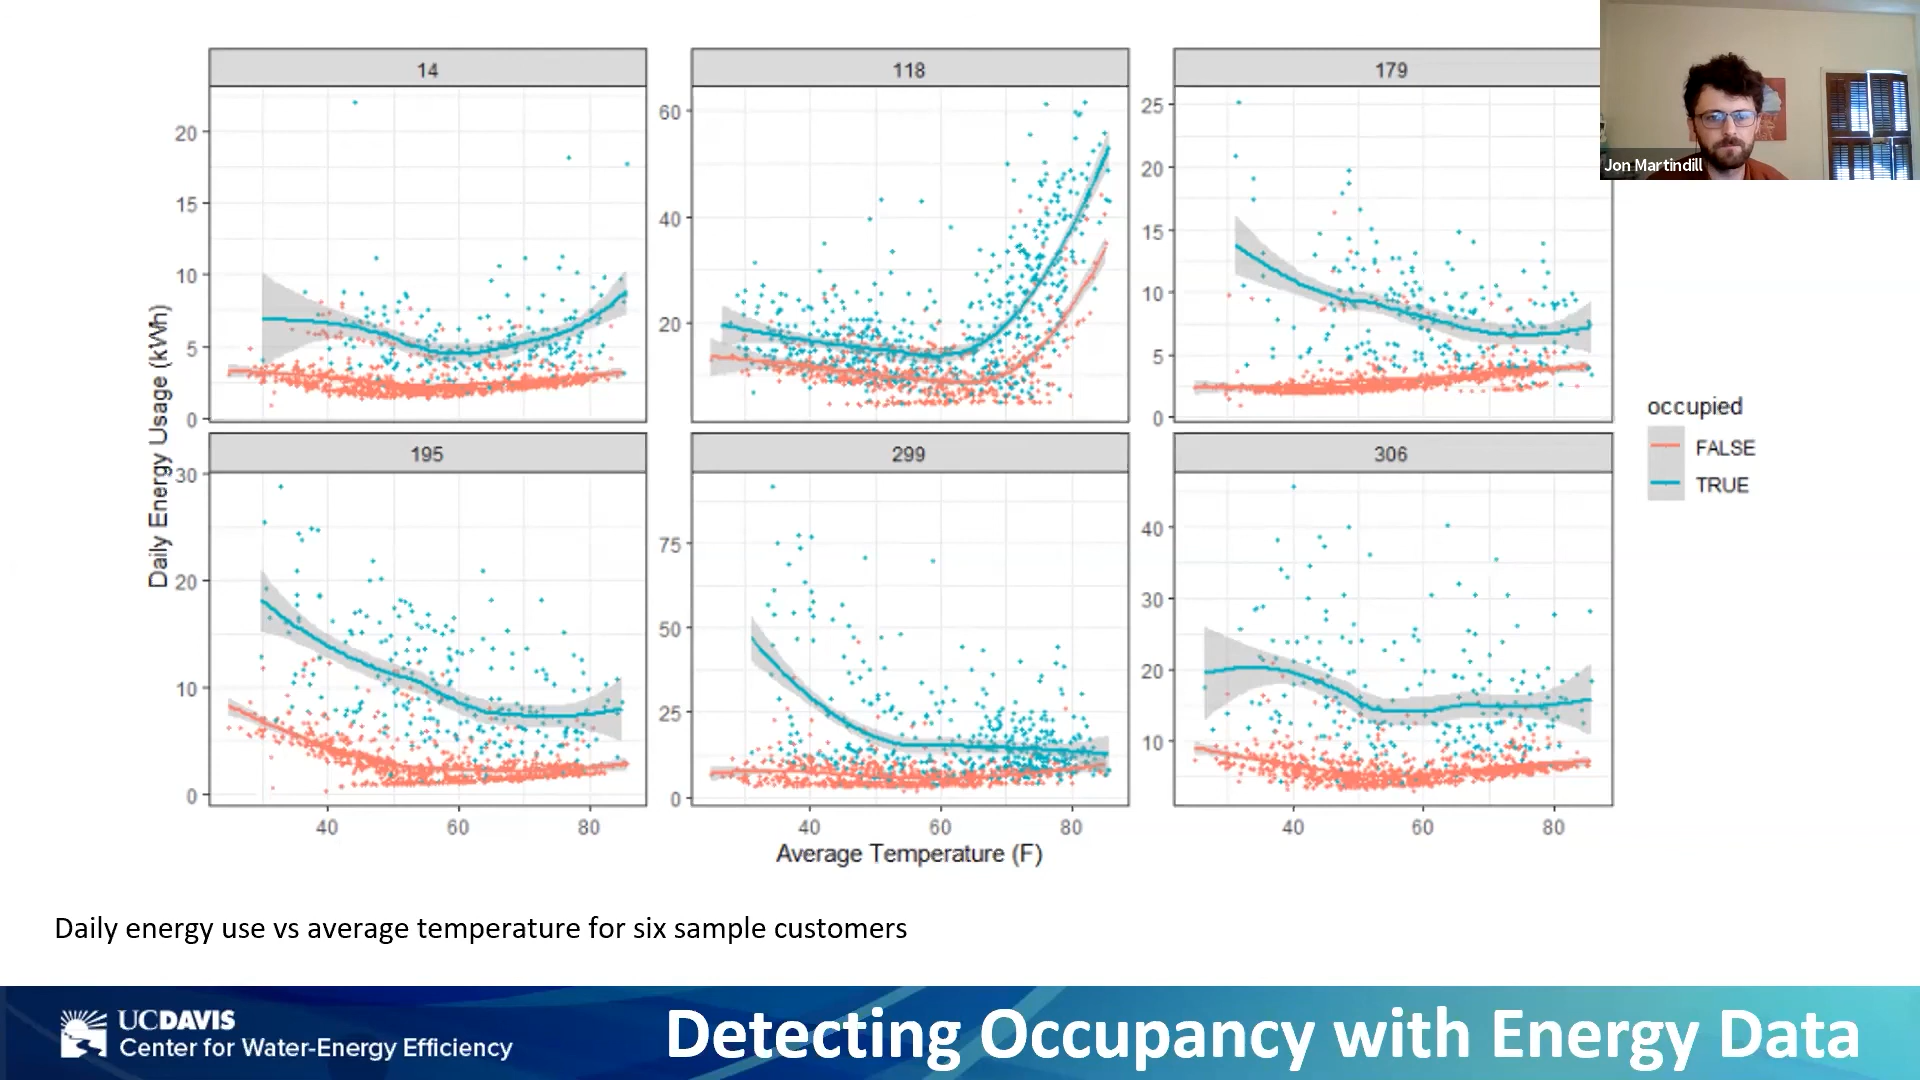 14
118
179
Jon Martindill
20
15
10
5
0
60
40
20
25
20
15
10
5
0
Daily Energy Usage (kWh)
195
299
306
30
20
10
0
75
50
25
0
40
30
20
10
occupied
FALSE
TRUE
40 60 80
40 60 80
40 60 80
Average Temperature (F)
Daily energy use vs average temperature for six sample customers
UCDAVIS
Center for Water-Energy Efficiency
Detecting Occupancy with Energy Data